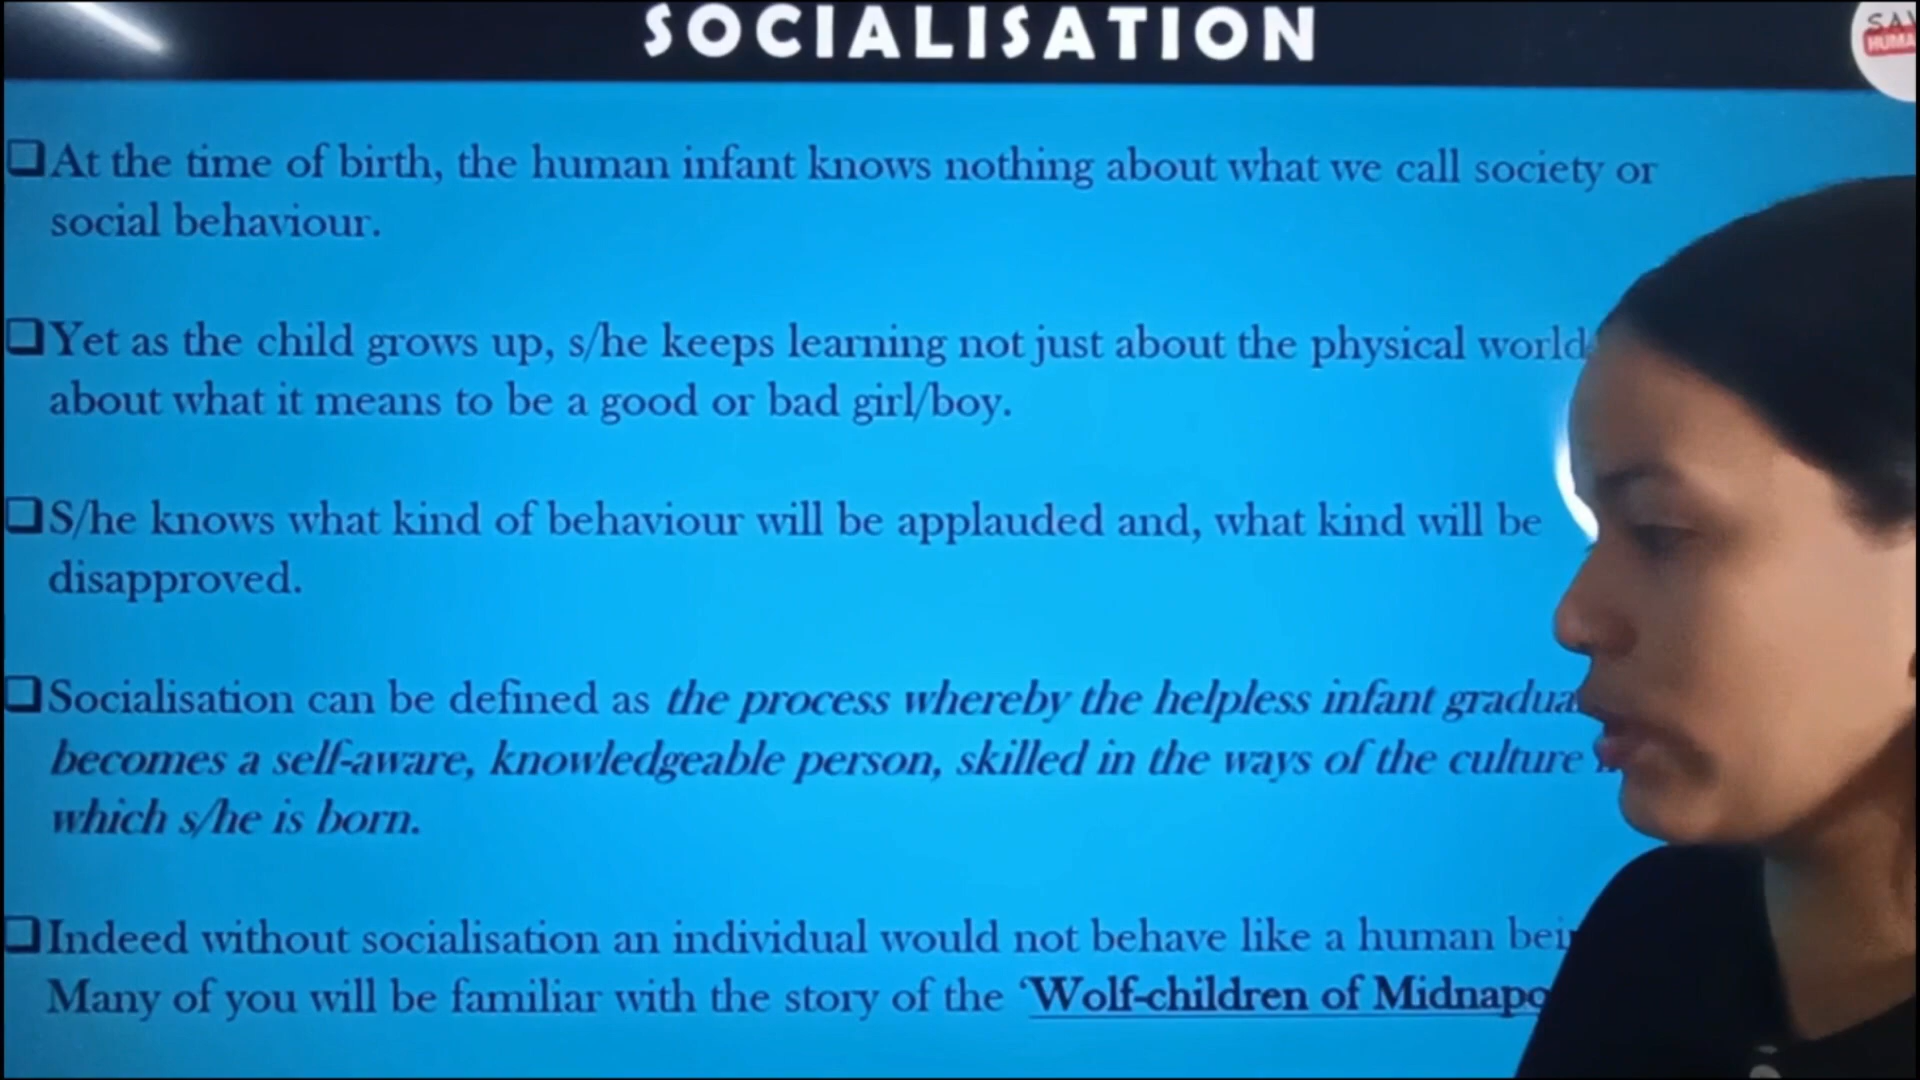 SOCIALISATION
At the time of birth, the human infant knows nothing about what we call society or
social behaviour.
Yet as the child grows up, s/he keeps learning not just about the physical world
about what it means to be a good or bad girl/boy.
S/he knows what kind of behaviour will be applauded and, what kind will be
disapproved.
Socialisation can be defined as the process whereby the helpless infant
becomes a self-aware, knowledgeable person, skilled in the ways of the culture
which s/he is born.
Indeed without socialisation an individual would not behave like a human
Many of you will be familiar with the story of the ‘Wolf-children of